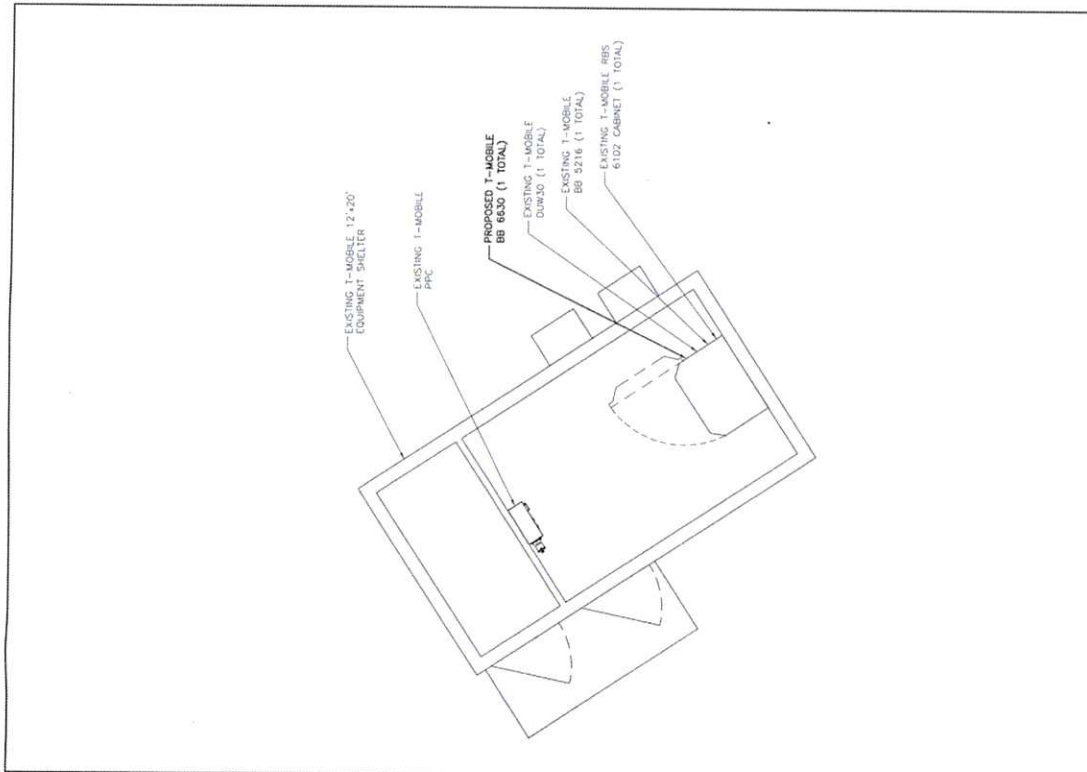 EXISTING T-MOBILE 12'x20'
EQUIPMENT SHELTER
EXISTING T-MOBILE
PPC
PROPOSED T-MOBILE
BB 6630 (1 TOTAL)
EXISTING T-MOBILE
DUW30 (1 TOTAL)
EXISTING T-MOBILE
BB 5216 (1 TOTAL)
EXISTING T-MOBILE RBS
6102 CABINET (1 TOTAL)